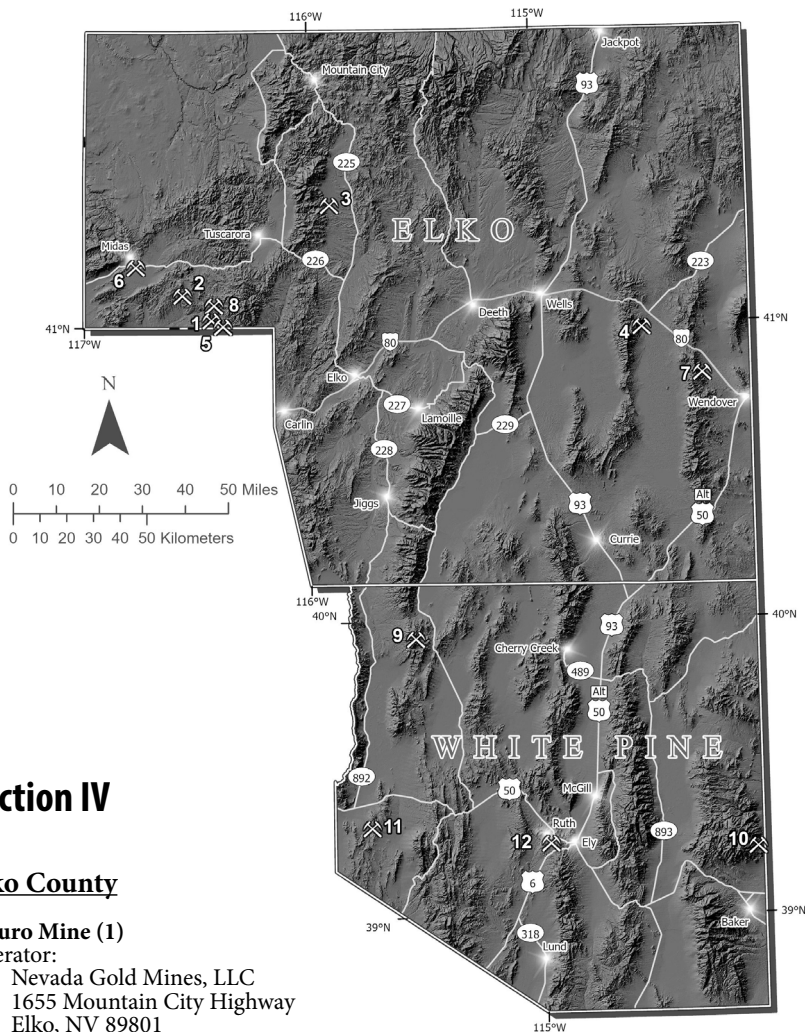 116°W
115°W
Jackpot
Mountain City
93
225
3
ELKO
Tuscarora
Midas
226
223
6
2
8
1
5
41°N
117°W
Deeth
Wells
4
41°N
80
80
7
Elko
Wendover
227
Carlin
Lamoille
229
228
N
0 10 20 30 40 50 Miles
0 10 20 30 40 50 Kilometers
Jiggs
93
Alt
50
Currie
116°W
40°N
40°N
9
93
Cherry Creek
489
Alt
50
WHITE PINE
892
50
McGill
11
Ruth
12
Ely
893
10
6
39°N
39°N
Baker
318
Lund
115°W
ction IV
ko County
uro Mine (1)
erator:
Nevada Gold Mines, LLC
1655 Mountain City Highway
Elko, NV 89801